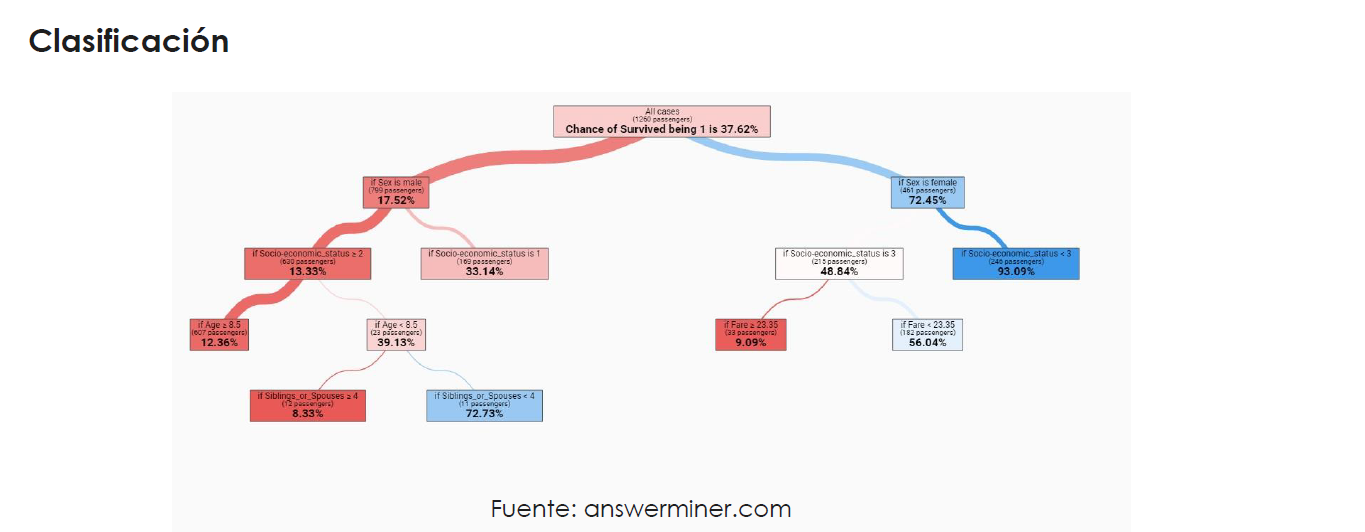 Clasificación
All cases
(1260 passengers)
Chance of Survived being 1 is 37.62%
if Sex is male
(799 passengers)
17.52%
if Sex is female
(461 passengers)
72.45%
if Socio-economic_status ≥ 2
(630 passengers)
13.33%
if Socio-economic_status is 1
(169 passengers)
33.14%
if Socio-economic_status is 3
(215 passengers)
48.84%
if Socio-economic_status < 3
(246 passengers)
93.09%
if Age ≥ 8.5
(607 passengers)
12.36%
if Age < 8.5
(23 passengers)
39.13%
if Fare ≥ 23.35
(33 passengers)
9.09%
if Fare < 23.35
(182 passengers)
56.04%
if Siblings_or_Spouses ≥ 4
(12 passengers)
8.33%
if Siblings_or_Spouses < 4
(11 passengers)
72.73%
Fuente: answerminer.com